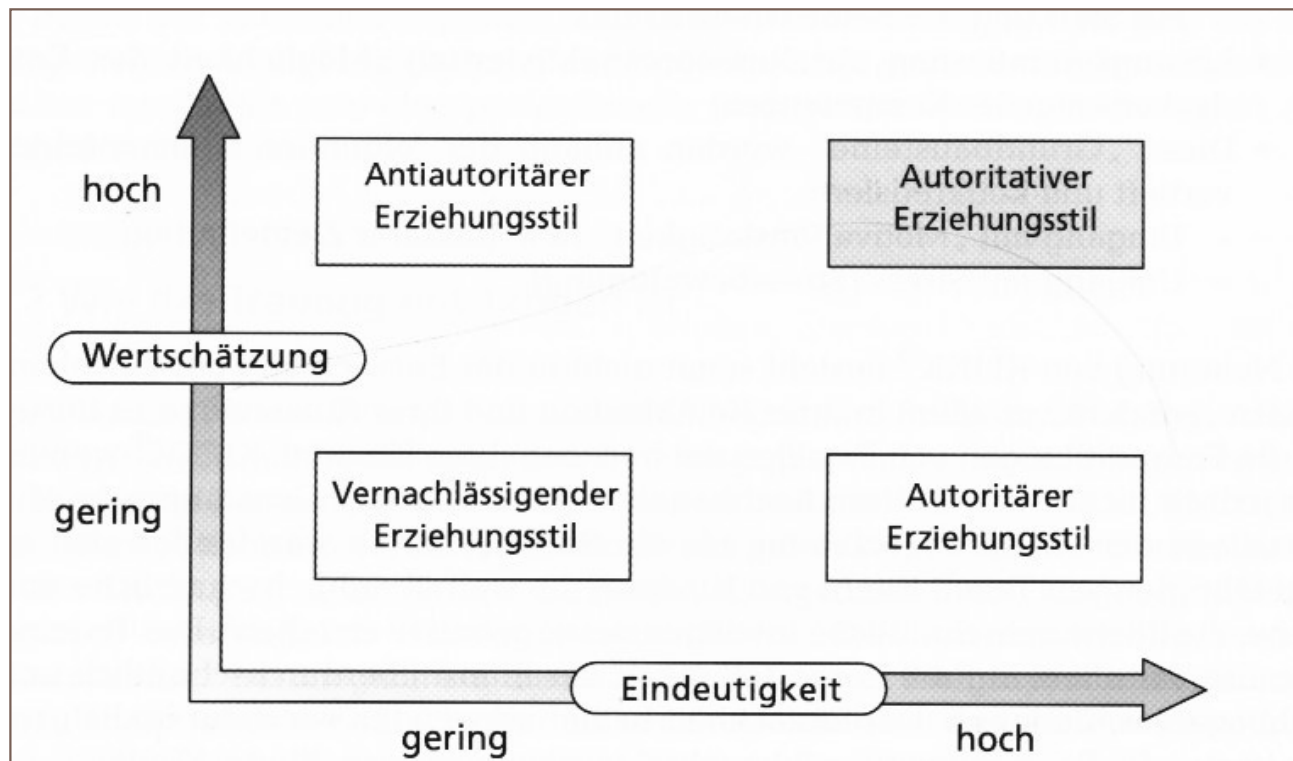 hoch
Antiautoritärer
Erziehungsstil
Autoritativer
Erziehungsstil
Wertschätzung
gering
Vernachlässigender
Erziehungsstil
Autoritärer
Erziehungsstil
Eindeutigkeit
gering
hoch